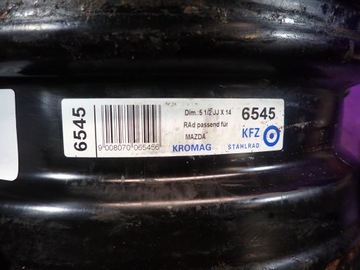 6545
9008070065456
Dim.:5 1/2 JJ X 14
RAd passend für
MAZDA
KROMAG
6545
KFZ
STAHLRAD